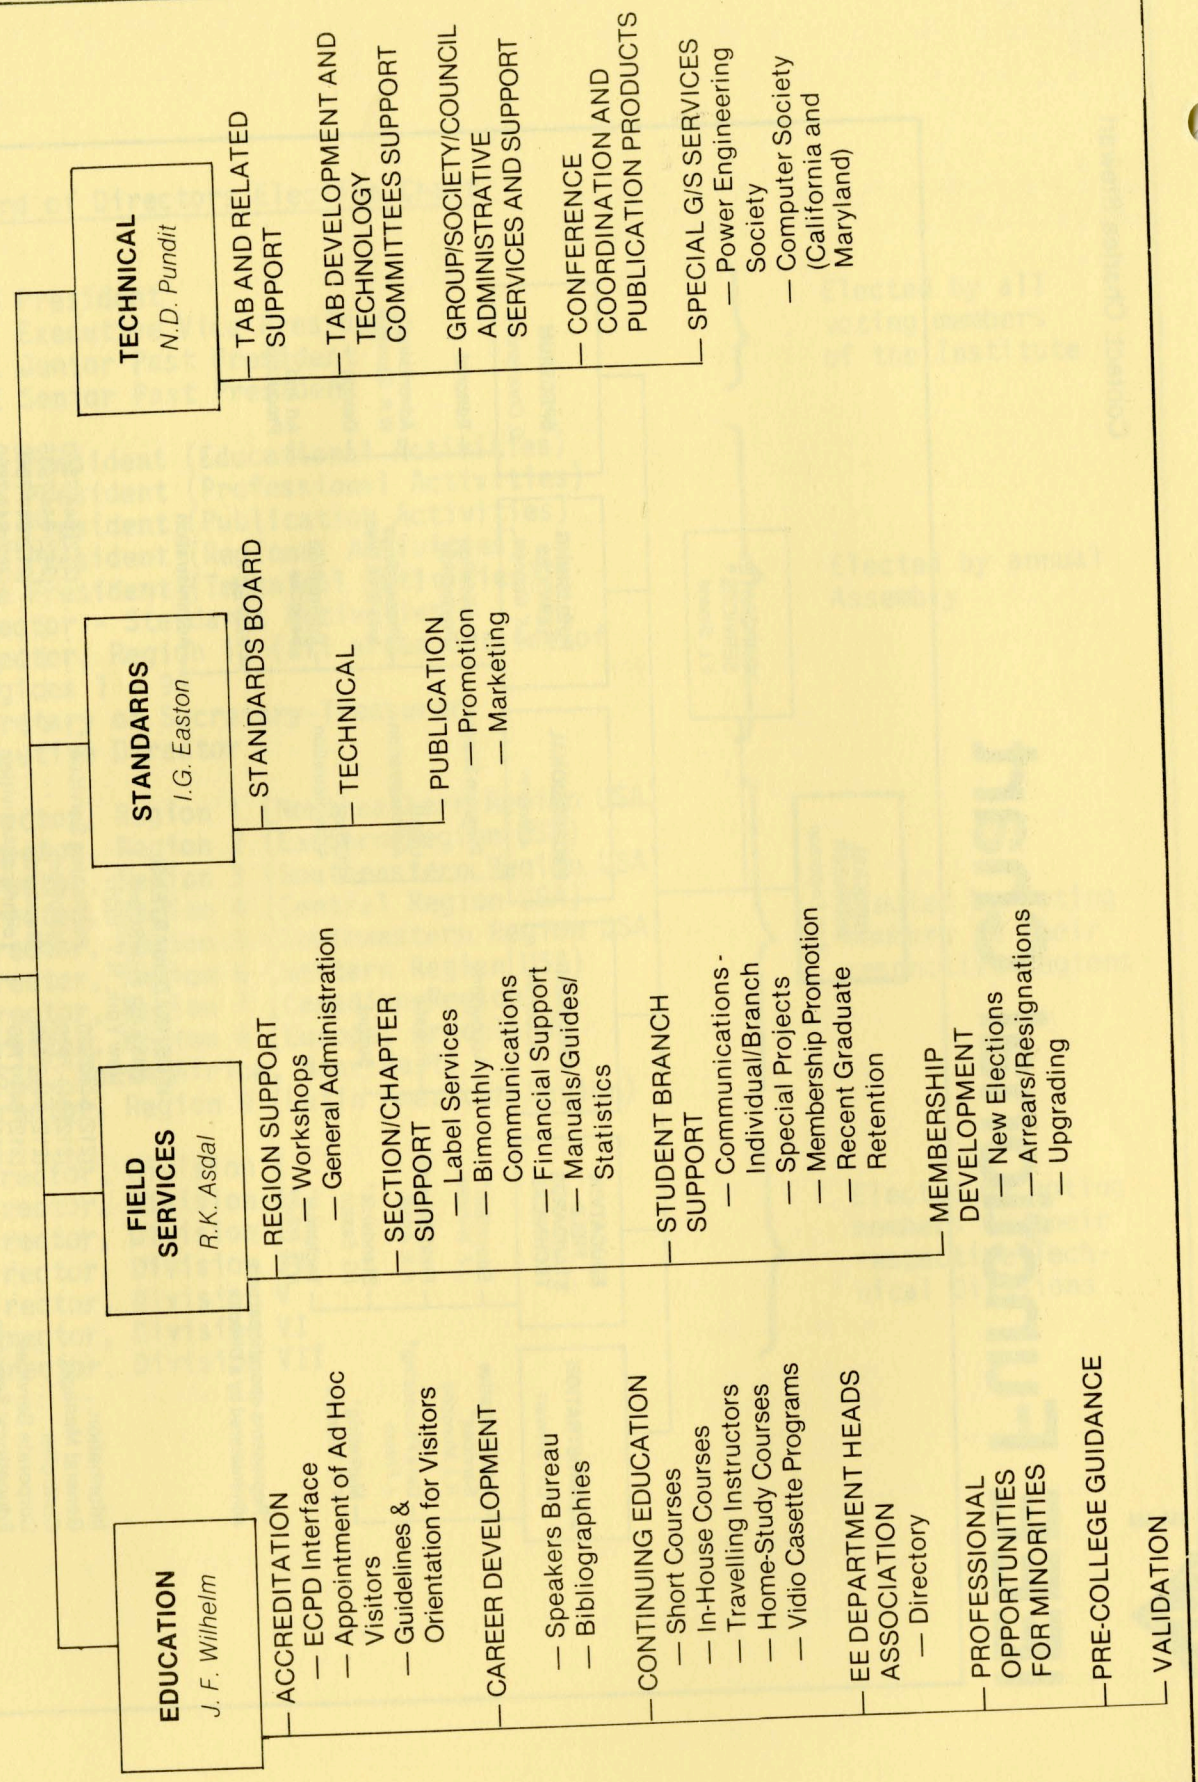 EDUCATION
J. F. Wilhelm
— ACCREDITATION
— ECPD Interface
— Appointment of Ad Hoc
Visitors
— Guidelines &
Orientation for Visitors
— CAREER DEVELOPMENT
— Speakers Bureau
— Bibliographies
— CONTINUING EDUCATION
— Short Courses
— In-House Courses
— Travelling Instructors
— Home-Study Courses
— Vidio Casette Programs
— EE DEPARTMENT HEADS
ASSOCIATION
— Directory
— PROFESSIONAL
OPPORTUNITIES
FOR MINORITIES
— PRE-COLLEGE GUIDANCE
— VALIDATION
FIELD
SERVICES
R.K. Asdal
— REGION SUPPORT
— Workshops
— General Administration
— SECTION/CHAPTER
SUPPORT
— Label Services
— Bimonthly
Communications
— Financial Support
— Manuals/Guides/
Statistics
— STUDENT BRANCH
SUPPORT
— Communications -
Individual/Branch
— Special Projects
— Membership Promotion
— Recent Graduate
Retention
MEMBERSHIP
DEVELOPMENT
— New Elections
— Arrears/Resignations
— Upgrading
STANDARDS
I.G. Easton
— STANDARDS BOARD
— TECHNICAL
— PUBLICATION
— Promotion
— Marketing
TECHNICAL
N.D. Pundit
— TAB AND RELATED
SUPPORT
— TAB DEVELOPMENT AND
TECHNOLOGY
COMMITTEES SUPPORT
— GROUP/SOCIETY/COUNCIL
ADMINISTRATIVE
SERVICES AND SUPPORT
— CONFERENCE
COORDINATION AND
PUBLICATION PRODUCTS
— SPECIAL G/S SERVICES
— Power Engineering
Society
— Computer Society
(California and
Maryland)